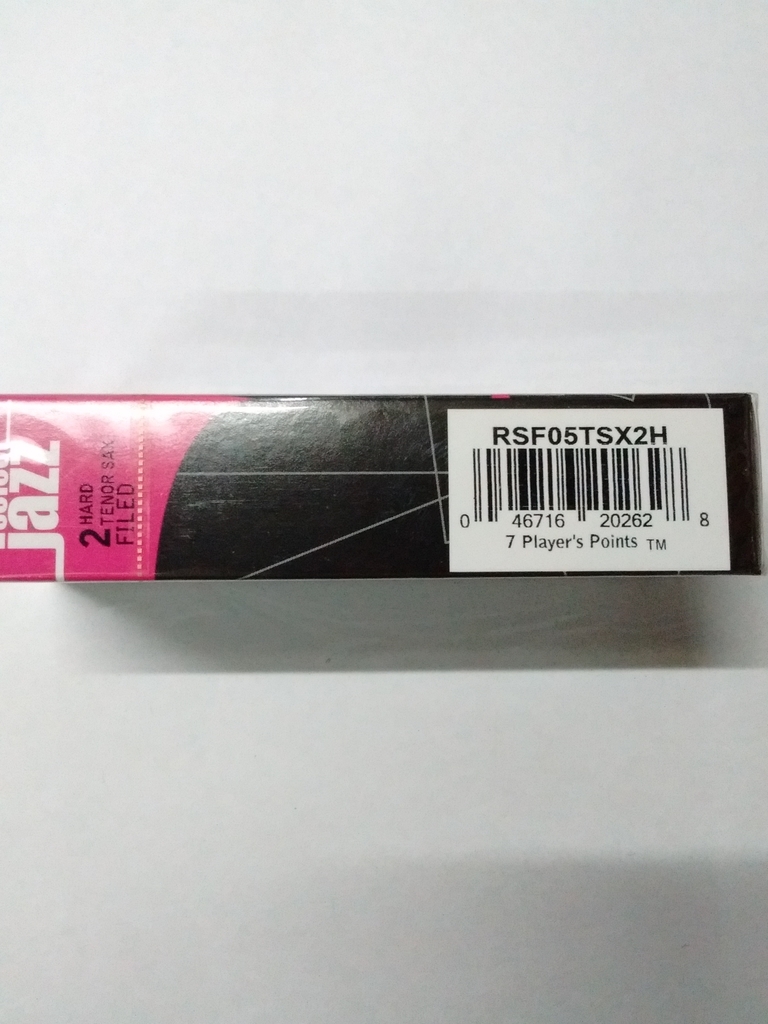 jazz
2 HARD
TENOR SAX
FILED
RSF05TSX2H
0 46716 20262 8
7 Player's Points TM